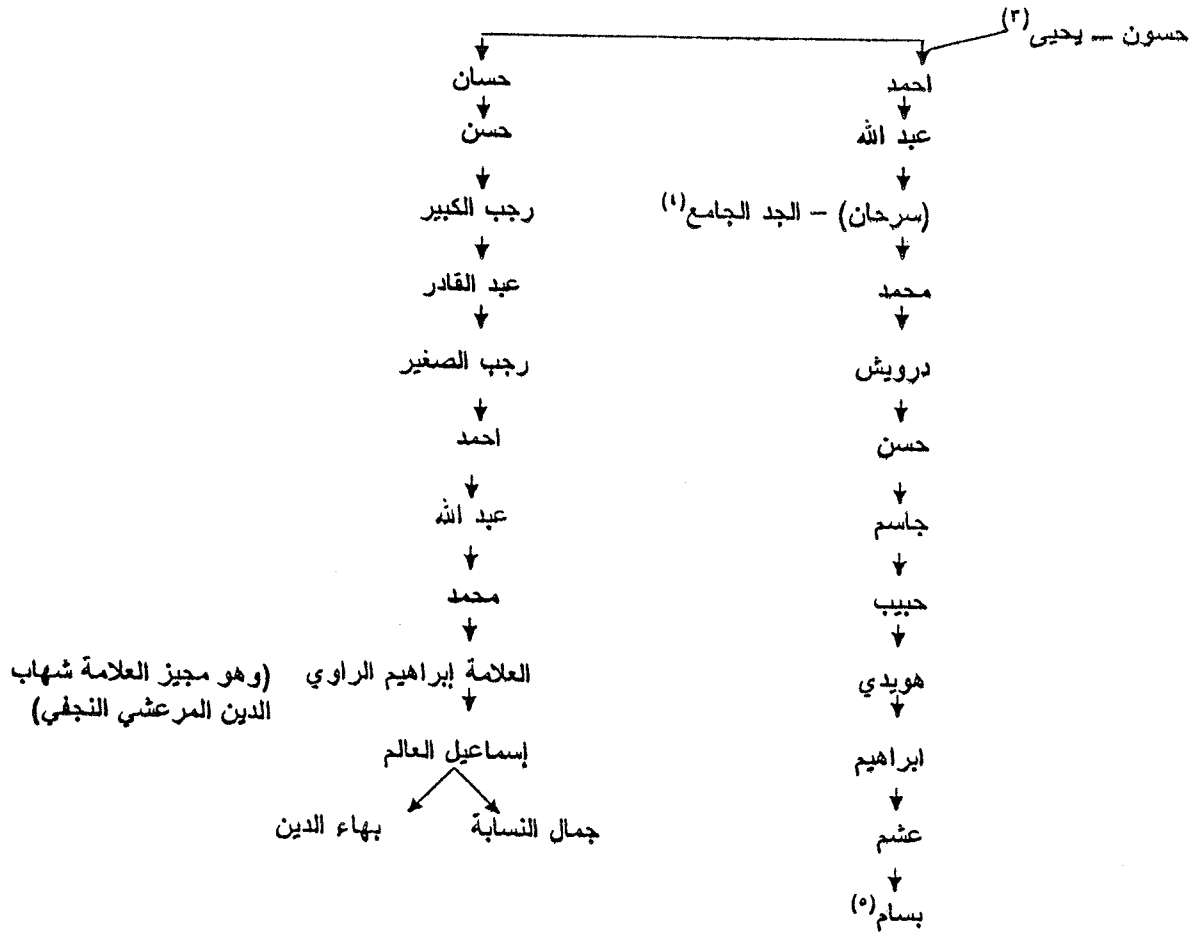 حسون — يحيى(٣)
احمد
عبد الله
(سرحان) – الجد الجامع(٤)
محمد
درويش
حسن
جاسم
حبيب
هويدي
ابراهيم
عشم
بسام(٥)
حسان
حسن
رجب الكبير
عبد القادر
رجب الصغير
احمد
عبد الله
محمد
العلامة إبراهيم الراوي (وهو مجيز العلامة شهاب
الدين المرعشي النجفي)
إسماعيل العالم
جمال النسابة بهاء الدين